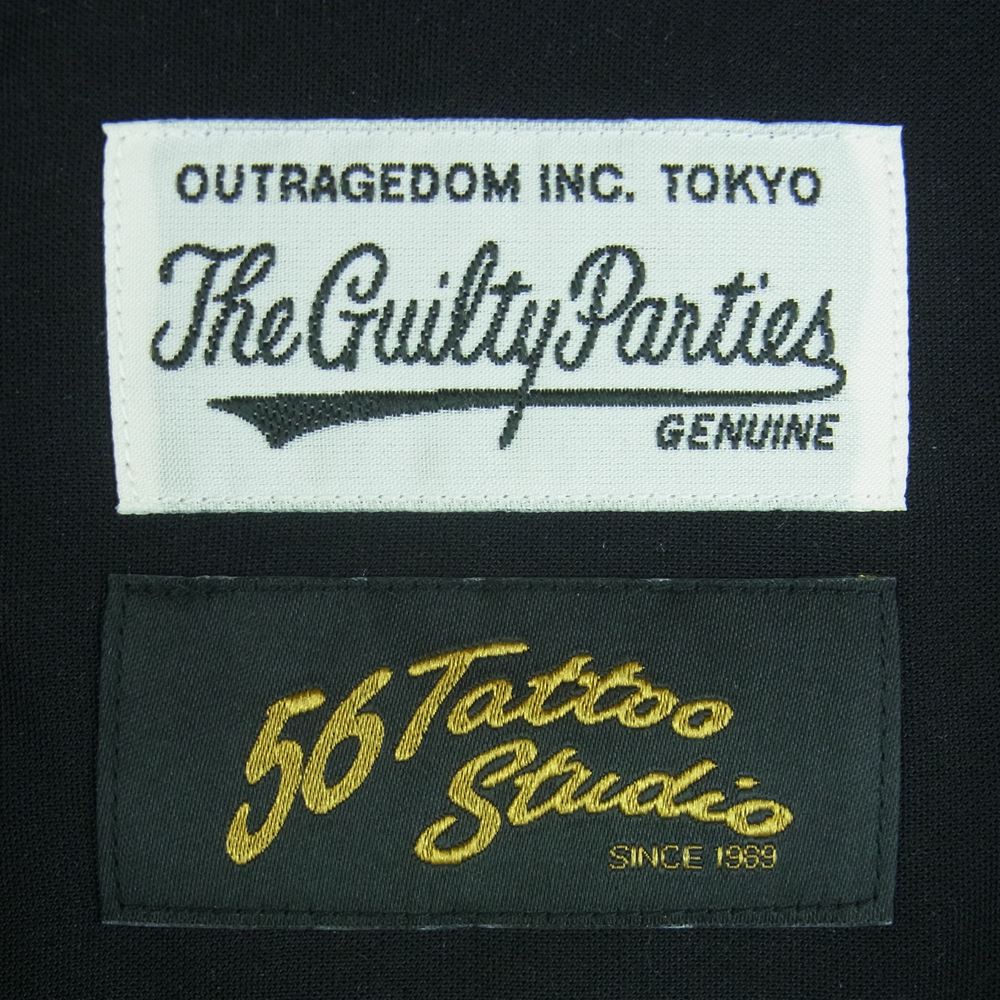 OUTRAGEDOM INC. TOKYO
The Guilty Parties
GENUINE
56 Tattoo
Studio
SINCE 1989